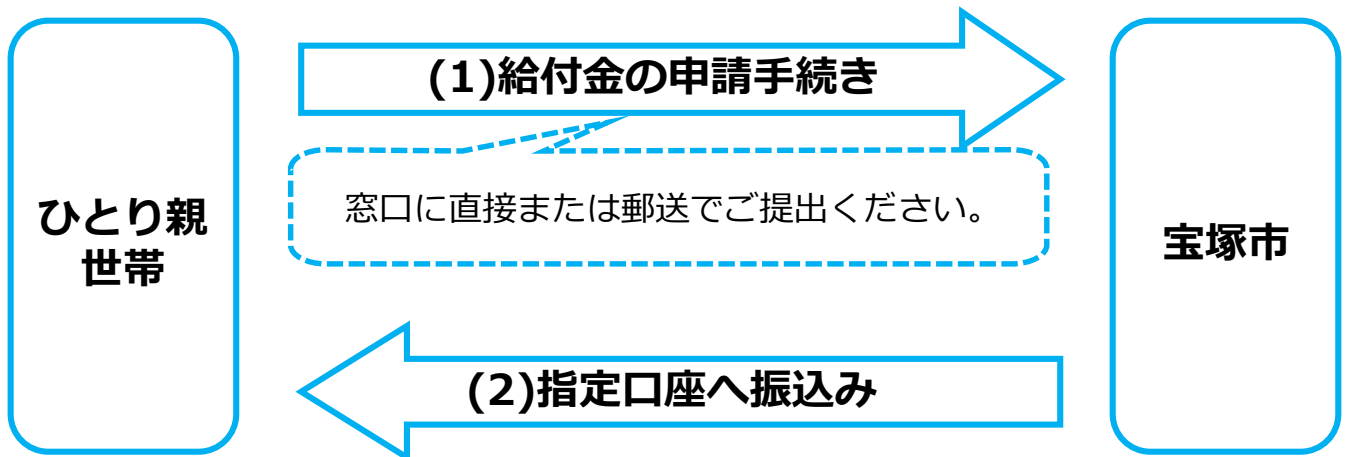 (1)給付金の申請手続き
窓口に直接または郵送でご提出ください。
ひとり親
世帯
宝塚市
(2)指定口座へ振込み